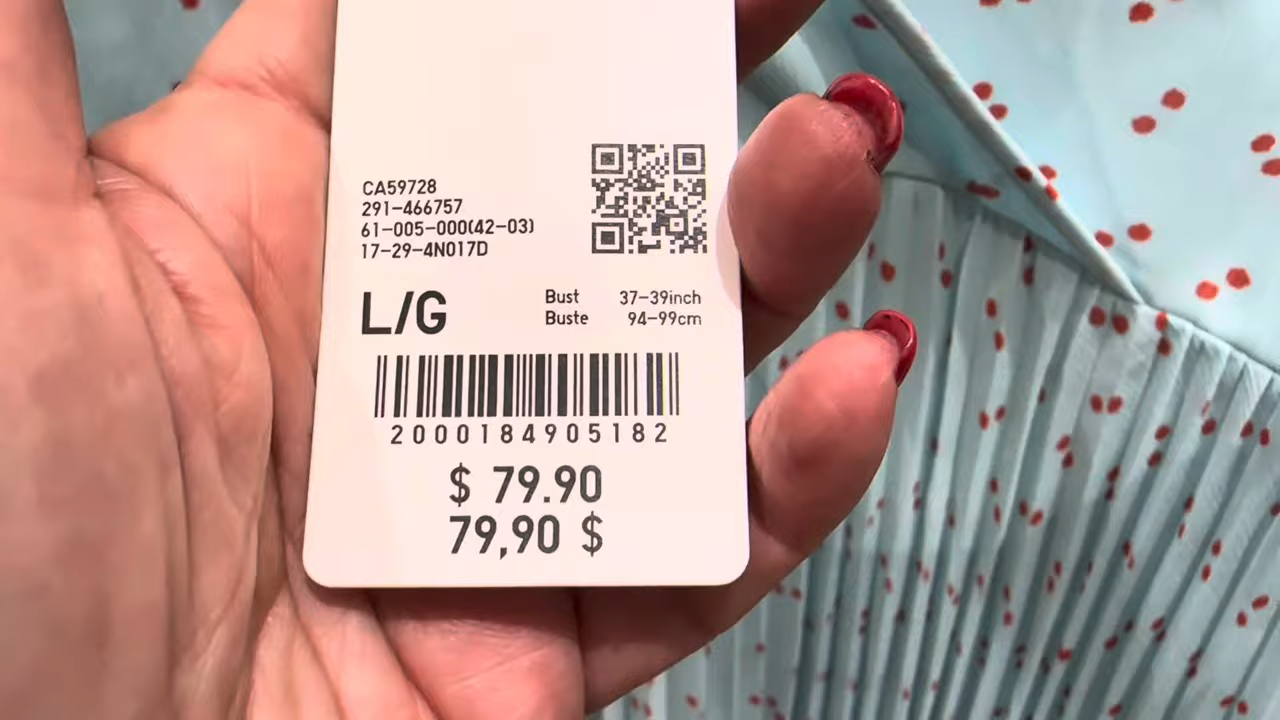 CA59728
291-466757
61-005-000(42-03)
17-29-4N017D
L/G
Bust 37-39inch
Buste 94-99cm
2000184905182
$ 79.90
79,90 $